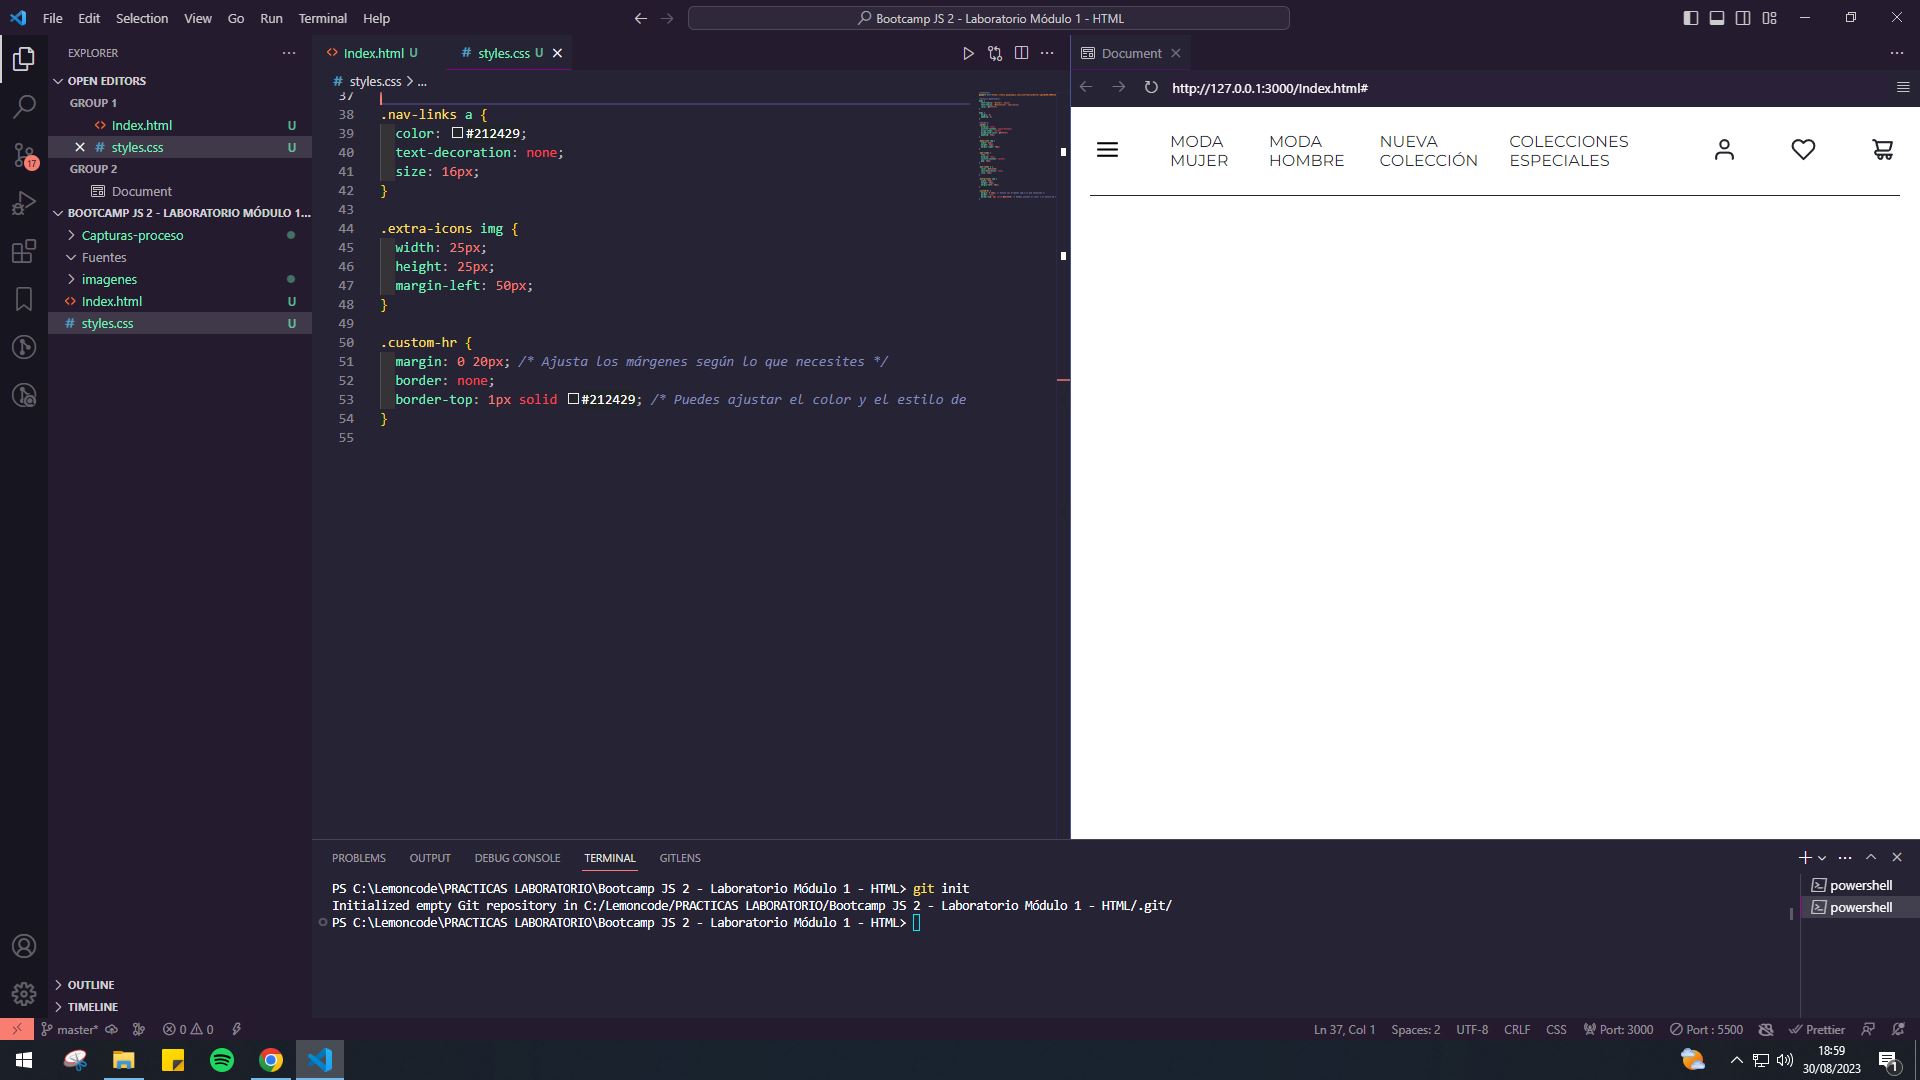 File Edit Selection View Go Run Terminal Help
Bootcamp JS 2 - Laboratorio Módulo 1 - HTML
EXPLORER
OPEN EDITORS
GROUP 1
Index.html U
styles.css U
GROUP 2
Document
BOOTCAMP JS 2 - LABORATORIO MÓDULO 1...
Capturas-proceso
Fuentes
imagenes
Index.html U
styles.css U
OUTLINE
TIMELINE
17
Index.html U
styles.css U
styles.css > ...
37
38 .nav-links a {
39 color: #212429;
40 text-decoration: none;
41 size: 16px;
42 }
43
44 .extra-icons img {
45 width: 25px;
46 height: 25px;
47 margin-left: 50px;
48 }
49
50 .custom-hr {
51 margin: 0 20px; /* Ajusta los márgenes según lo que necesites */
52 border: none;
53 border-top: 1px solid #212429; /* Puedes ajustar el color y el estilo de
54 }
55
Document
http://127.0.0.1:3000/Index.html#
MODA MUJER
MODA HOMBRE
NUEVA COLECCIÓN
COLECCIONES ESPECIALES
PROBLEMS OUTPUT DEBUG CONSOLE TERMINAL GITLENS
PS C:\Lemoncode\PRACTICAS LABORATORIO\Bootcamp JS 2 - Laboratorio Módulo 1 - HTML> git init
Initialized empty Git repository in C:/Lemoncode/PRACTICAS LABORATORIO/Bootcamp JS 2 - Laboratorio Módulo 1 - HTML/.git/
PS C:\Lemoncode\PRACTICAS LABORATORIO\Bootcamp JS 2 - Laboratorio Módulo 1 - HTML>
powershell
powershell
master* 0 0 Ln 37, Col 1 Spaces: 2 UTF-8 CRLF CSS Port: 3000 Port : 5500 Prettier
18:59
30/08/2023
1